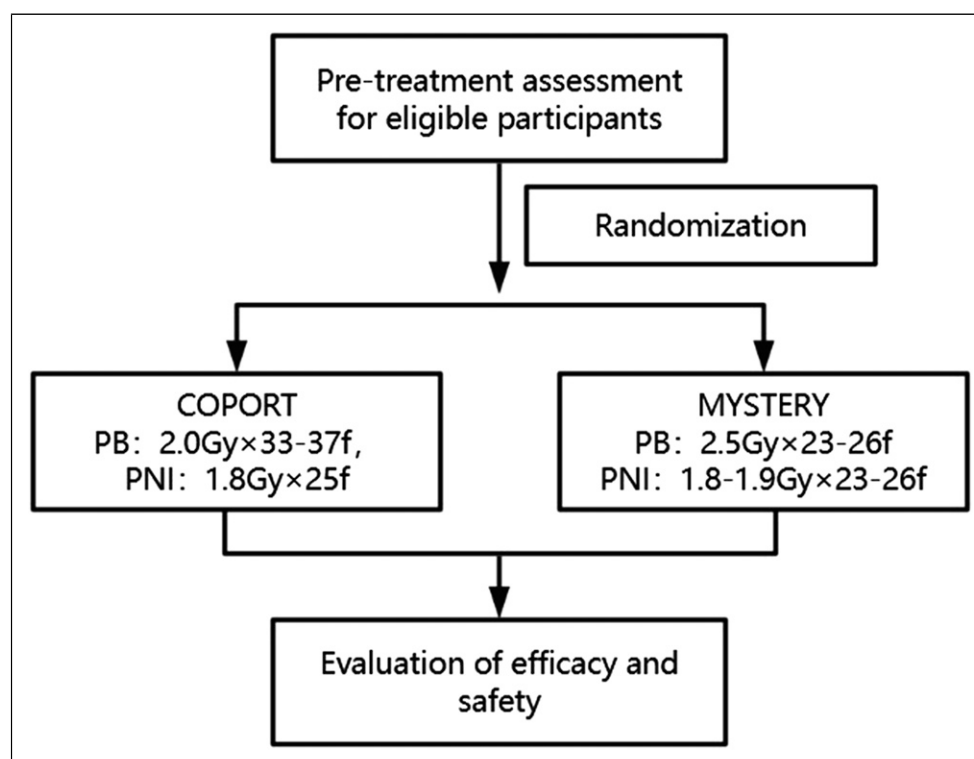 Pre-treatment assessment
for eligible participants
Randomization
COPORT
PB：2.0Gy×33-37f,
PNI：1.8Gy×25f
MYSTERY
PB：2.5Gy×23-26f
PNI：1.8-1.9Gy×23-26f
Evaluation of efficacy and
safety